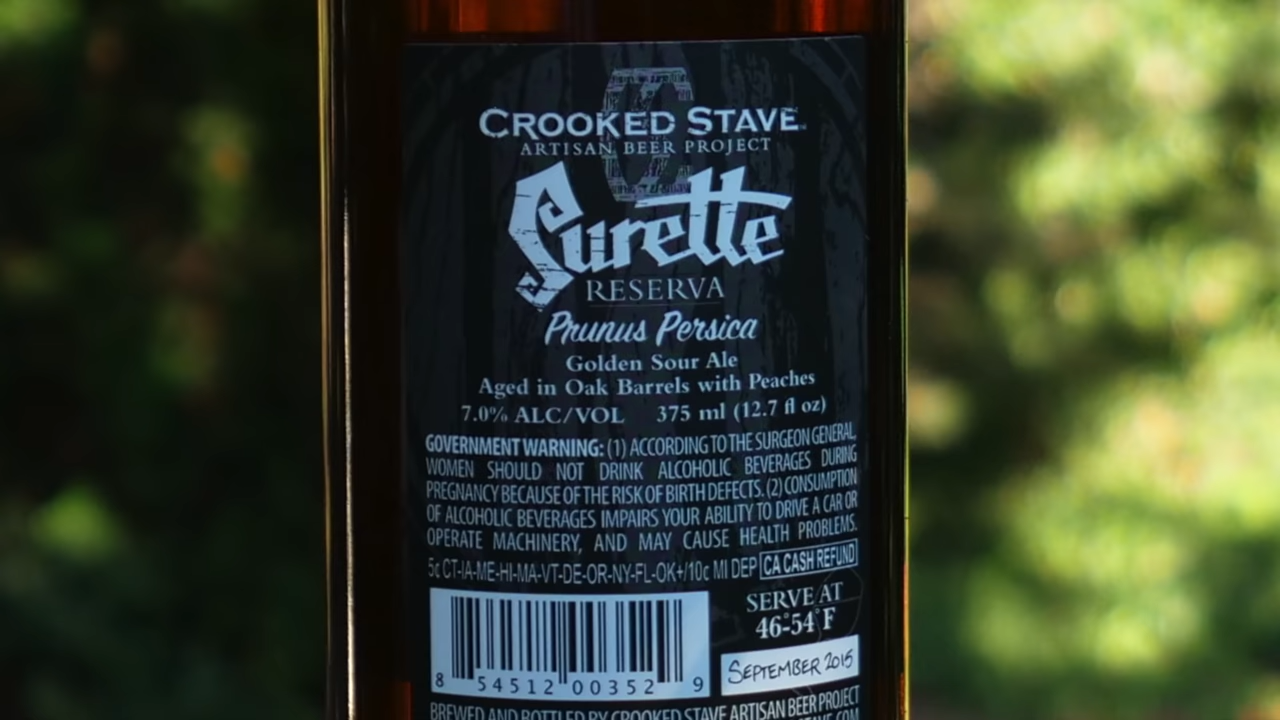 CROOKED STAVE
ARTISAN BEER PROJECT
Surette
RESERVA
Prunus Persica
Golden Sour Ale
Aged in Oak Barrels with Peaches
7.0% ALC/VOL 375 ml (12.7 fl oz)
GOVERNMENT WARNING: (1) ACCORDING TO THE SURGEON GENERAL,
WOMEN SHOULD NOT DRINK ALCOHOLIC BEVERAGES DURING
PREGNANCY BECAUSE OF THE RISK OF BIRTH DEFECTS. (2) CONSUMPTION
OF ALCOHOLIC BEVERAGES IMPAIRS YOUR ABILITY TO DRIVE A CAR OR
OPERATE MACHINERY, AND MAY CAUSE HEALTH PROBLEMS.
5¢ CT-IA-ME-HI-MA-VT-DE-OR-NY-FL-OK+/10¢ MI DEP CA CASH REFUND
SERVE AT
46°-54°F
SEPTEMBER 2015
8 54512 00352 9
BREWED AND BOTTLED BY CROOKED STAVE ARTISAN BEER PROJECT